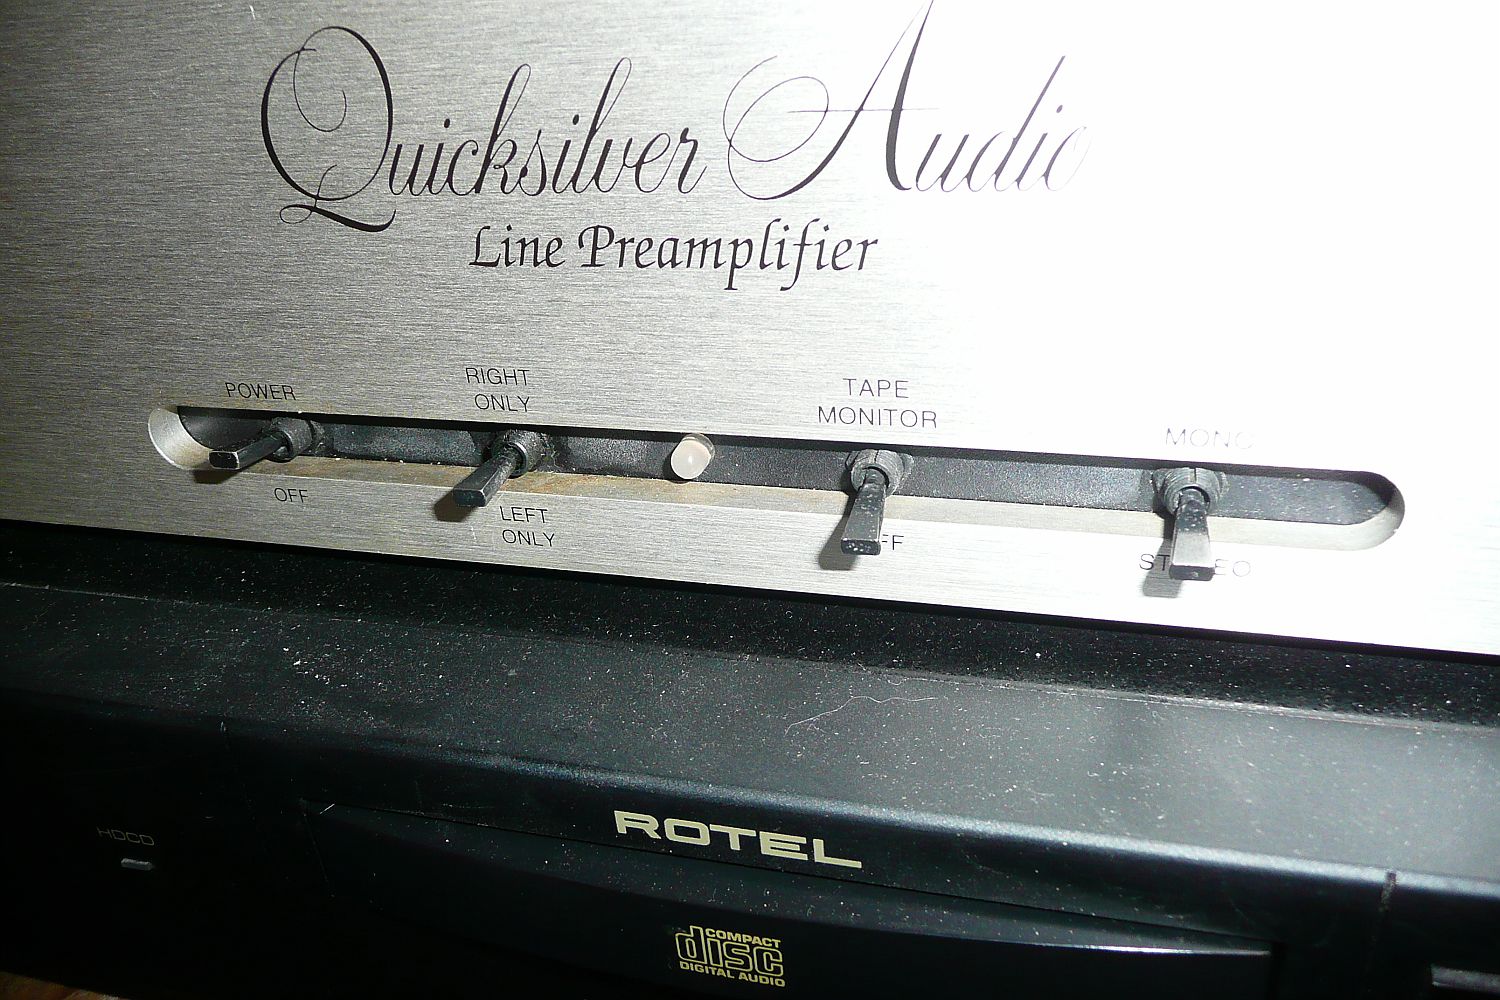 Quicksilver Audio
Line Preamplifier
POWER
RIGHT
ONLY
TAPE
MONITOR
MONO
OFF
LEFT
ONLY
HDCD
ROTEL
COMPACT
disc
DIGITAL AUDIO